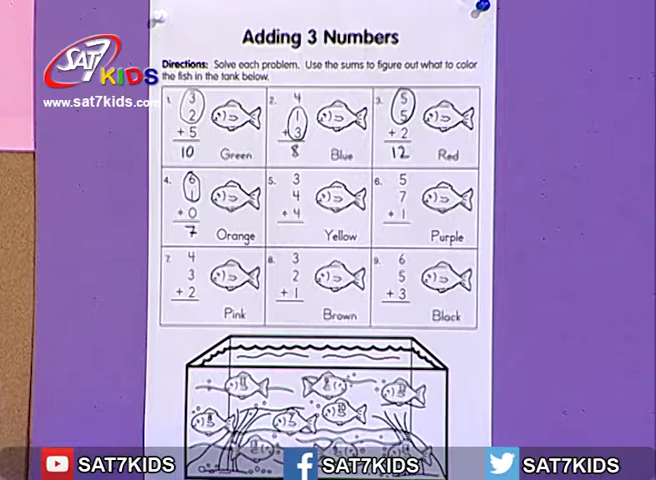 Adding 3 Numbers
Directions: Solve each problem. Use the sums to figure out what to color
the fish in the tank below.
SAT7
KIDS
www.sat7kids.com
1. 3
2
+ 5
10 Green
2. 4
1
+ 3
8 Blue
3. 5
5
+ 2
12 Red
4. 6
1
+ 0
7 Orange
5. 3
4
+ 4
Yellow
6. 5
7
+ 1
Purple
7. 4
3
+ 2
Pink
8. 3
2
+ 1
Brown
9. 6
5
+ 3
Black
SAT7KIDS
SAT7KIDS
SAT7KIDS